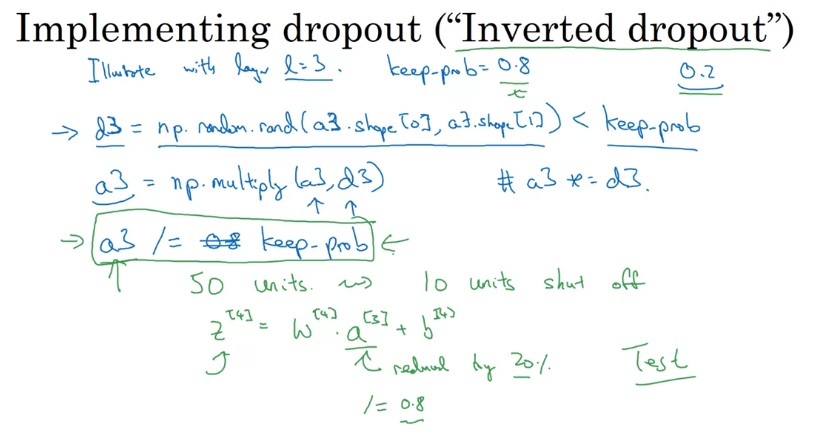 Implementing dropout (“Inverted dropout”)
Illustrate with layer l=3. keep-prob = 0.8 0.2
→ d3 = np.random.rand(a3.shape[0], a3.shape[1]) < keep-prob
a3 = np.multiply(a3, d3) # a3 *= d3.
→ a3 /= 0.8 keep-prob ←
50 units. ⇝ 10 units shut off
z^[4] = W^[4] · a^[3] + b^[4]
reduced by 20%. Test
/= 0.8